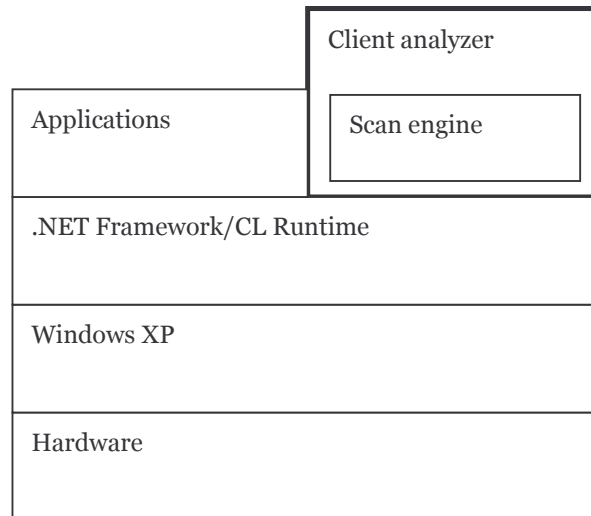 Client analyzer
Applications
Scan engine
.NET Framework/CL Runtime
Windows XP
Hardware